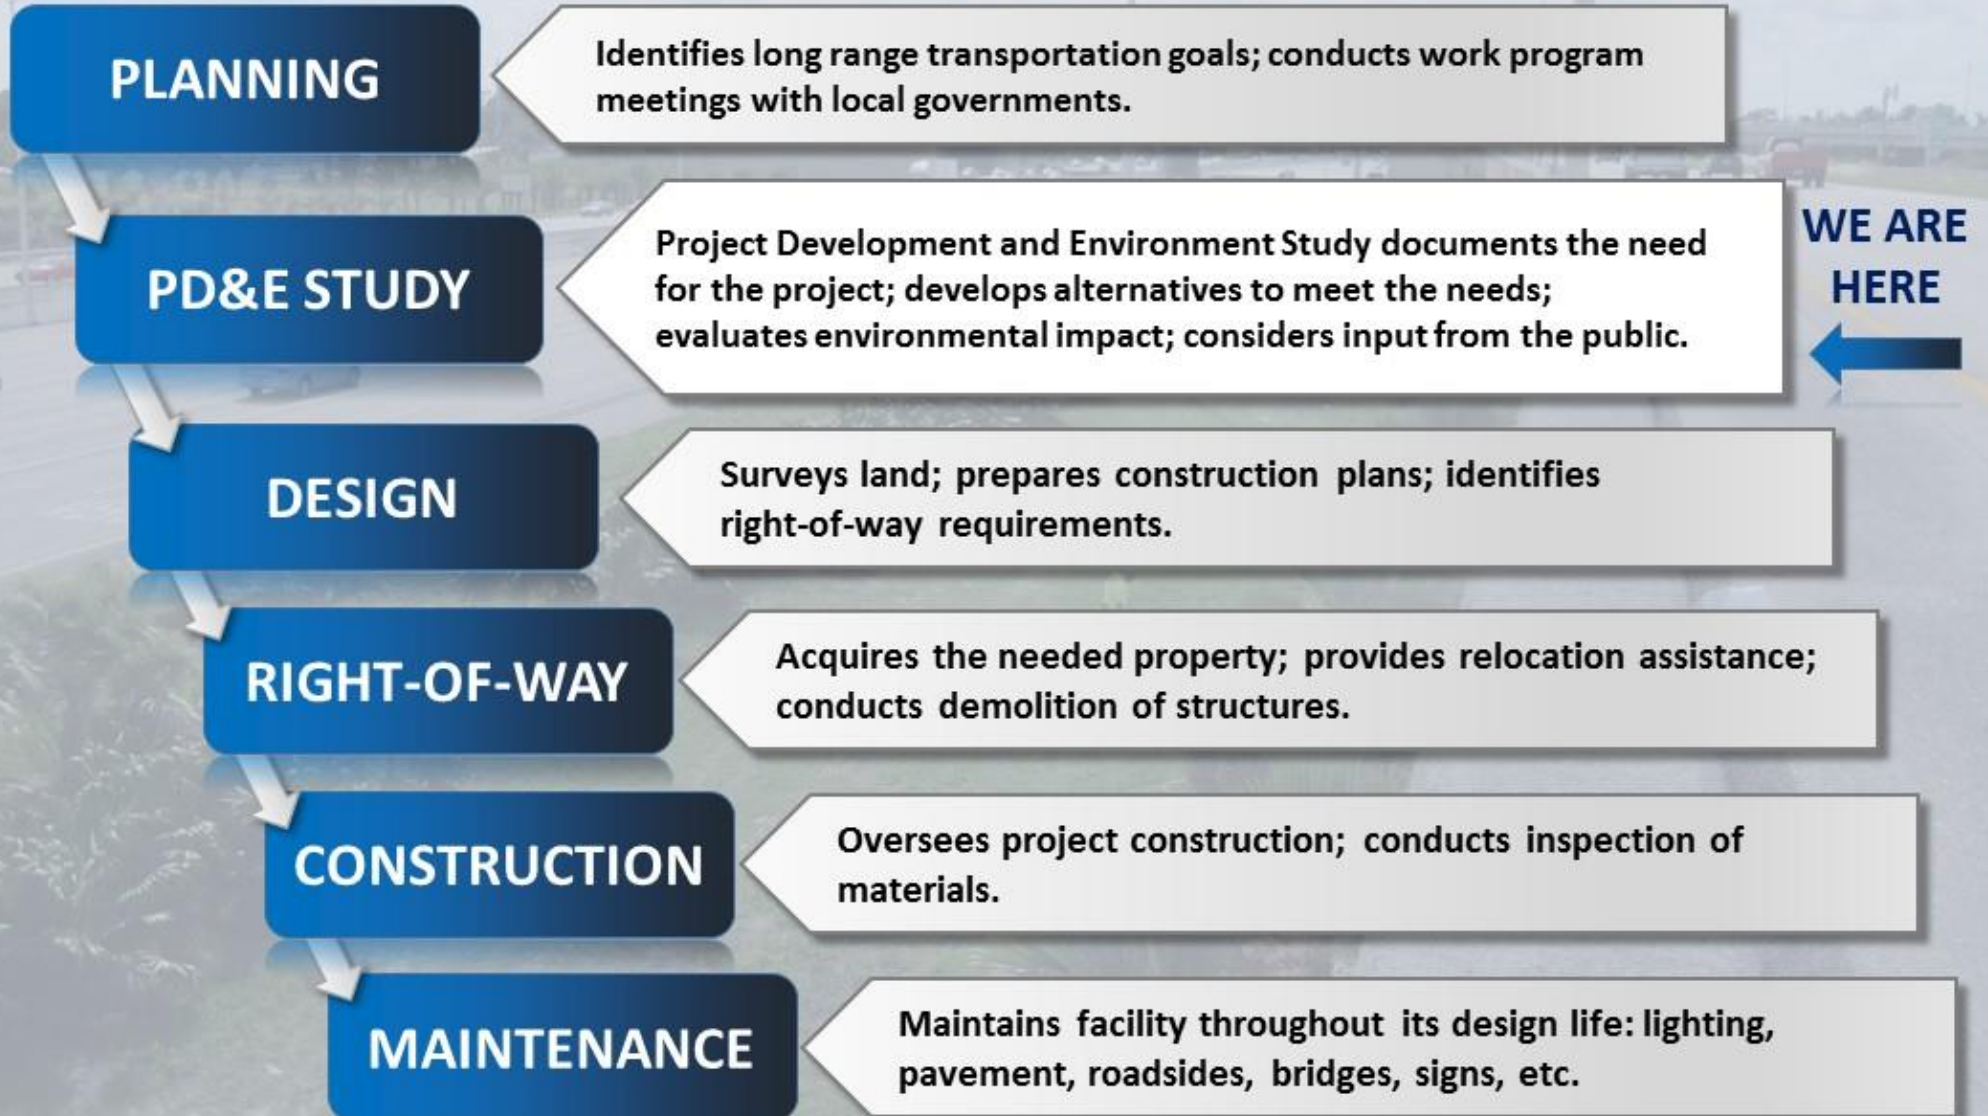 PLANNING
Identifies long range transportation goals; conducts work program
meetings with local governments.
PD&E STUDY
Project Development and Environment Study documents the need
for the project; develops alternatives to meet the needs;
evaluates environmental impact; considers input from the public.
WE ARE
HERE
DESIGN
Surveys land; prepares construction plans; identifies
right-of-way requirements.
RIGHT-OF-WAY
Acquires the needed property; provides relocation assistance;
conducts demolition of structures.
CONSTRUCTION
Oversees project construction; conducts inspection of
materials.
MAINTENANCE
Maintains facility throughout its design life: lighting,
pavement, roadsides, bridges, signs, etc.